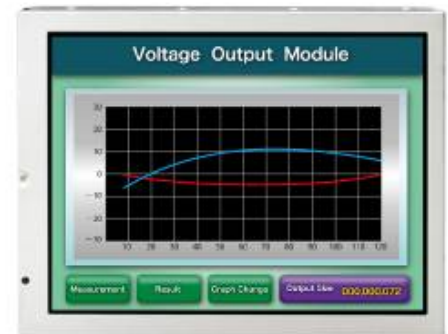 Voltage Output Module
30
20
10
0
-10
-20
-30
10 20 30 40 50 60 70 80 90 100 110 120
Measurement Result Graph Change Output Size 000,000,072